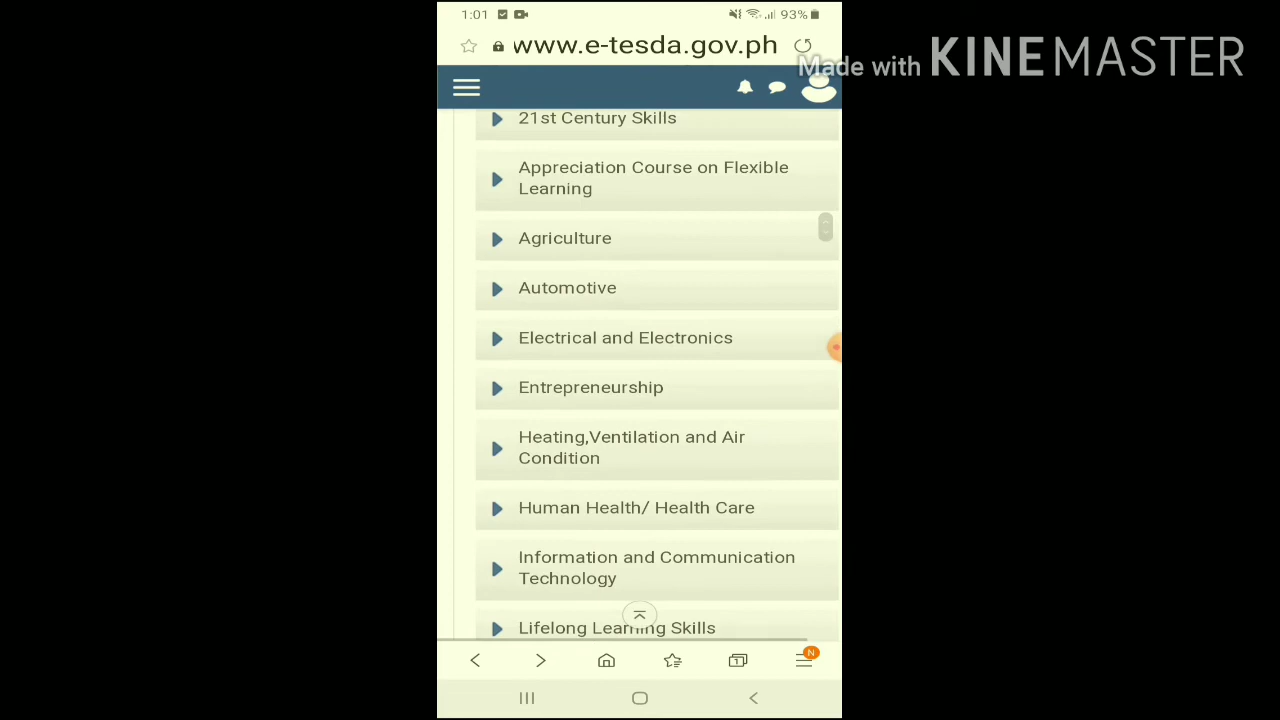 1:01
93%
www.e-tesda.gov.ph
Made with KINEMASTER
21st Century Skills
Appreciation Course on Flexible
Learning
Agriculture
Automotive
Electrical and Electronics
Entrepreneurship
Heating,Ventilation and Air
Condition
Human Health/ Health Care
Information and Communication
Technology
Lifelong Learning Skills
1
N